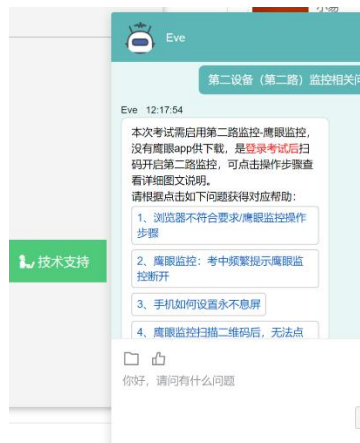 Eve
第二设备（第二路）监控相关问
Eve 12:17:54
本次考试需启用第二路监控-鹰眼监控，
没有鹰眼app供下载，是登录考试后扫
码开启第二路监控，可点击操作步骤查
看详细图文说明。
请根据点击如下问题获得对应帮助：
1、浏览器不符合要求/鹰眼监控操作
步骤
2、鹰眼监控：考中频繁提示鹰眼监
控断开
技术支持
3、手机如何设置永不息屏
4、鹰眼监控扫描二维码后，无法点
你好，请问有什么问题